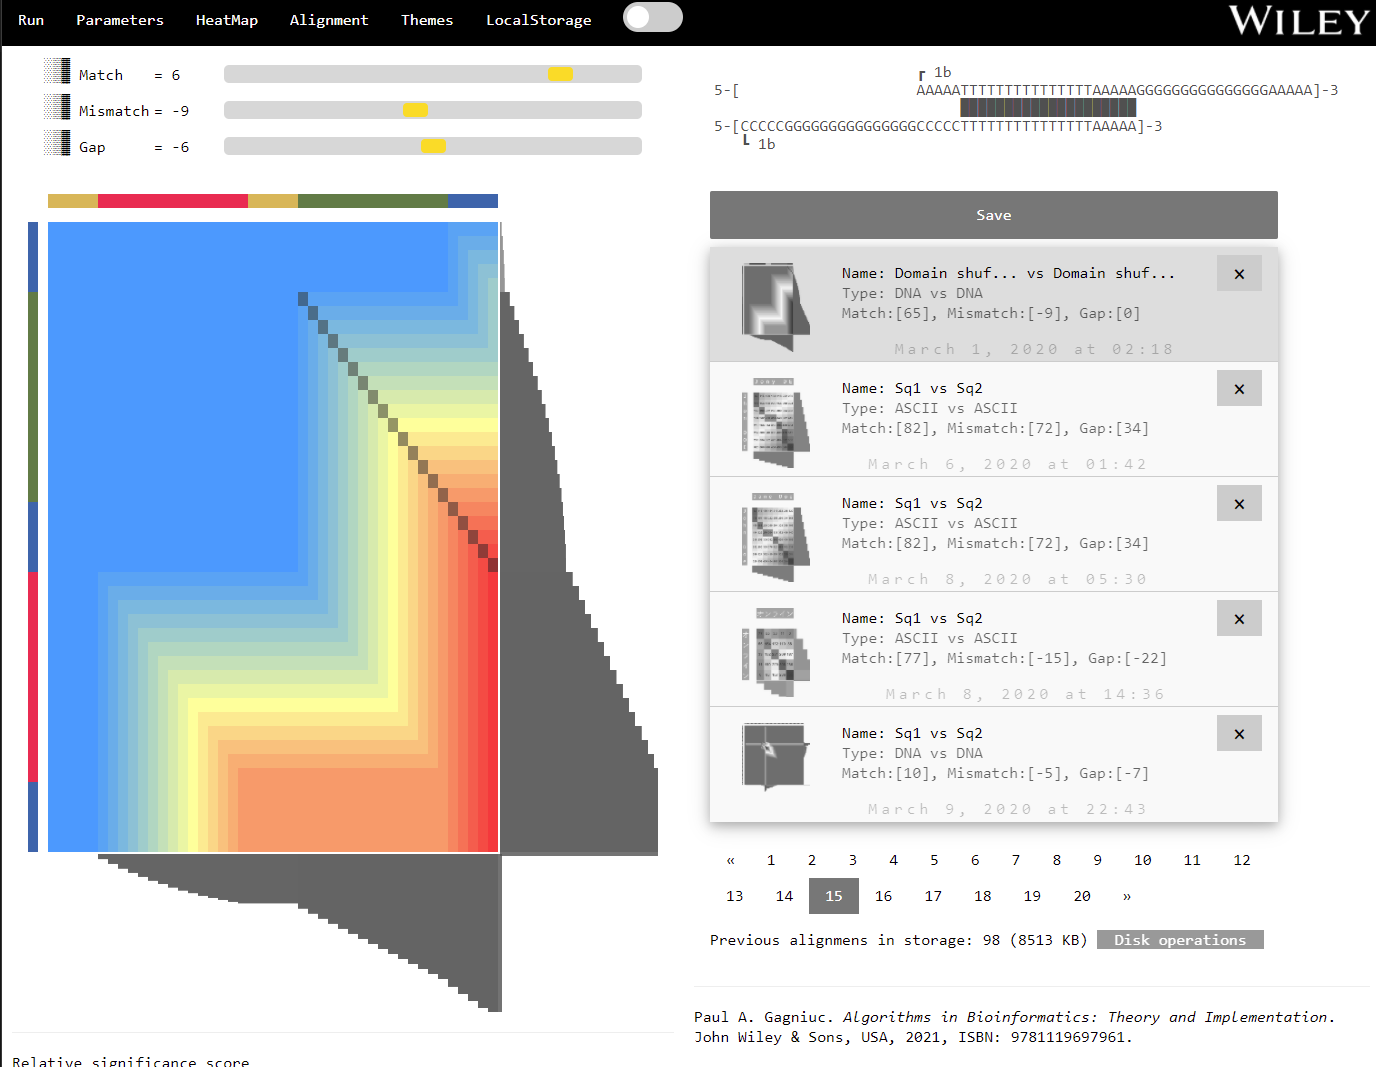 Run Parameters HeatMap Alignment Themes LocalStorage
WILEY
Match = 6
Mismatch = -9
Gap = -6
1b
5-[ AAAAATTTTTTTTTTTTTTTAAAAAGGGGGGGGGGGGGGGAAAAA]-3
5-[CCCCCGGGGGGGGGGGGGGGCCCCCTTTTTTTTTTTTTTTAAAAA]-3
1b
Save
Name: Domain shuf... vs Domain shuf...
×
Type: DNA vs DNA
Match:[65], Mismatch:[-9], Gap:[0]
March 1, 2020 at 02:18
Name: Sq1 vs Sq2
×
Type: ASCII vs ASCII
Match:[82], Mismatch:[72], Gap:[34]
March 6, 2020 at 01:42
Name: Sq1 vs Sq2
×
Type: ASCII vs ASCII
Match:[82], Mismatch:[72], Gap:[34]
March 8, 2020 at 05:30
Name: Sq1 vs Sq2
×
Type: ASCII vs ASCII
Match:[77], Mismatch:[-15], Gap:[-22]
March 8, 2020 at 14:36
Name: Sq1 vs Sq2
×
Type: DNA vs DNA
Match:[10], Mismatch:[-5], Gap:[-7]
March 9, 2020 at 22:43
« 1 2 3 4 5 6 7 8 9 10 11 12
13 14 15 16 17 18 19 20 »
Previous alignmens in storage: 98 (8513 KB) Disk operations
Paul A. Gagniuc. Algorithms in Bioinformatics: Theory and Implementation.
John Wiley & Sons, USA, 2021, ISBN: 9781119697961.
Relative significance score